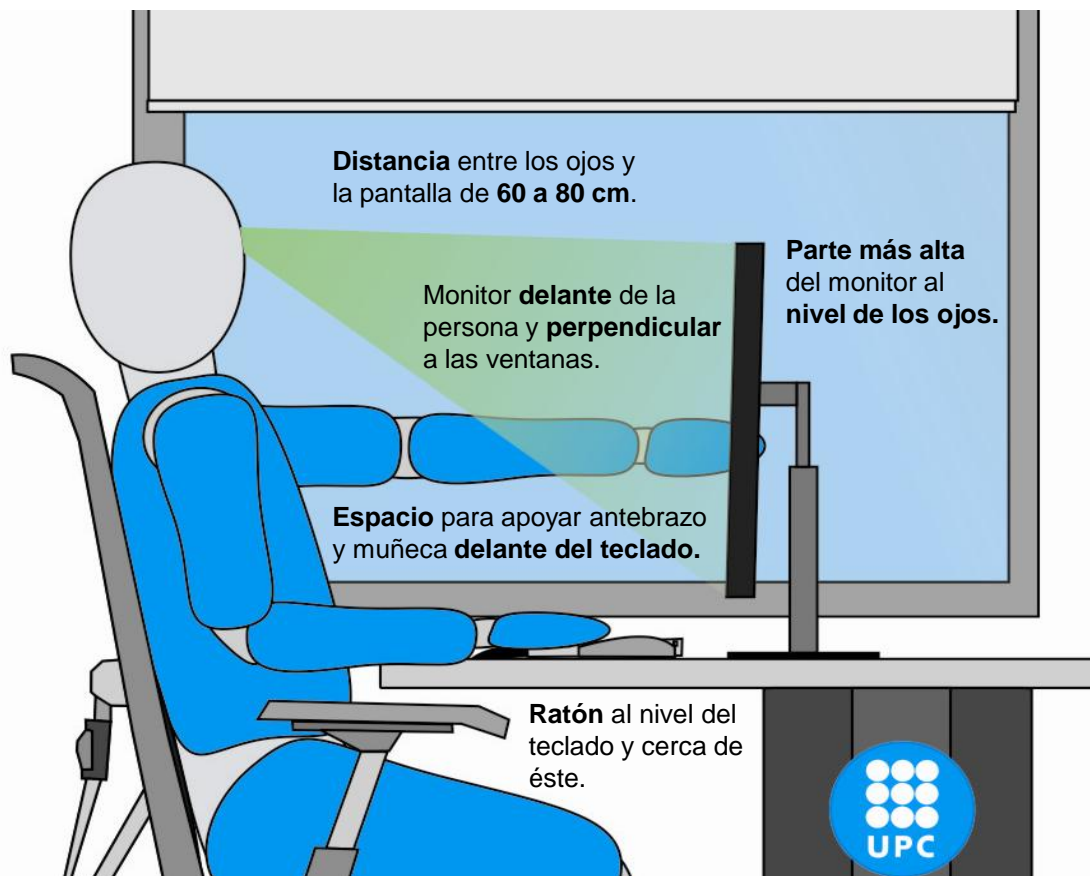 Distancia entre los ojos y
la pantalla de 60 a 80 cm.
Parte más alta
del monitor al
nivel de los ojos.
Monitor delante de la
persona y perpendicular
a las ventanas.
Espacio para apoyar antebrazo
y muñeca delante del teclado.
Ratón al nivel del
teclado y cerca de
éste.
UPC